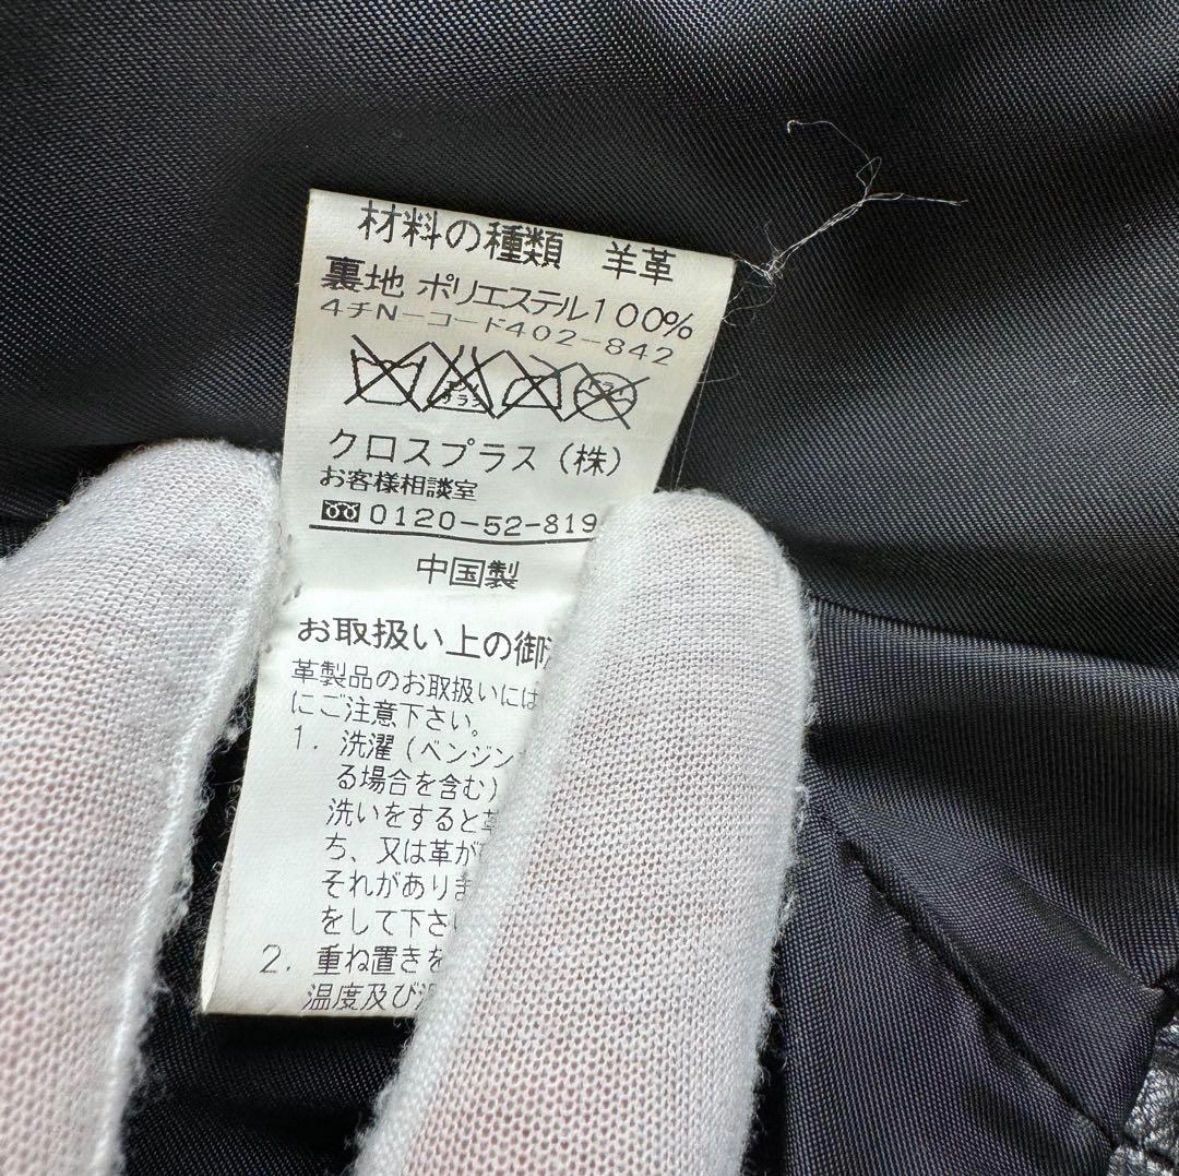 材料の種類 羊革
裏地 ポリエステル100%
4チN－コード402-842
クロスプラス（株）
お客様相談室
0120-52-819
中国製
お取扱い上の御
革製品のお取扱いには
にご注意下さい。
1. 洗濯（ベンジン
る場合を含む）
洗いをすると
ち、又は革が
それがありま
をして下さい
2. 重ね置きを
温度及び